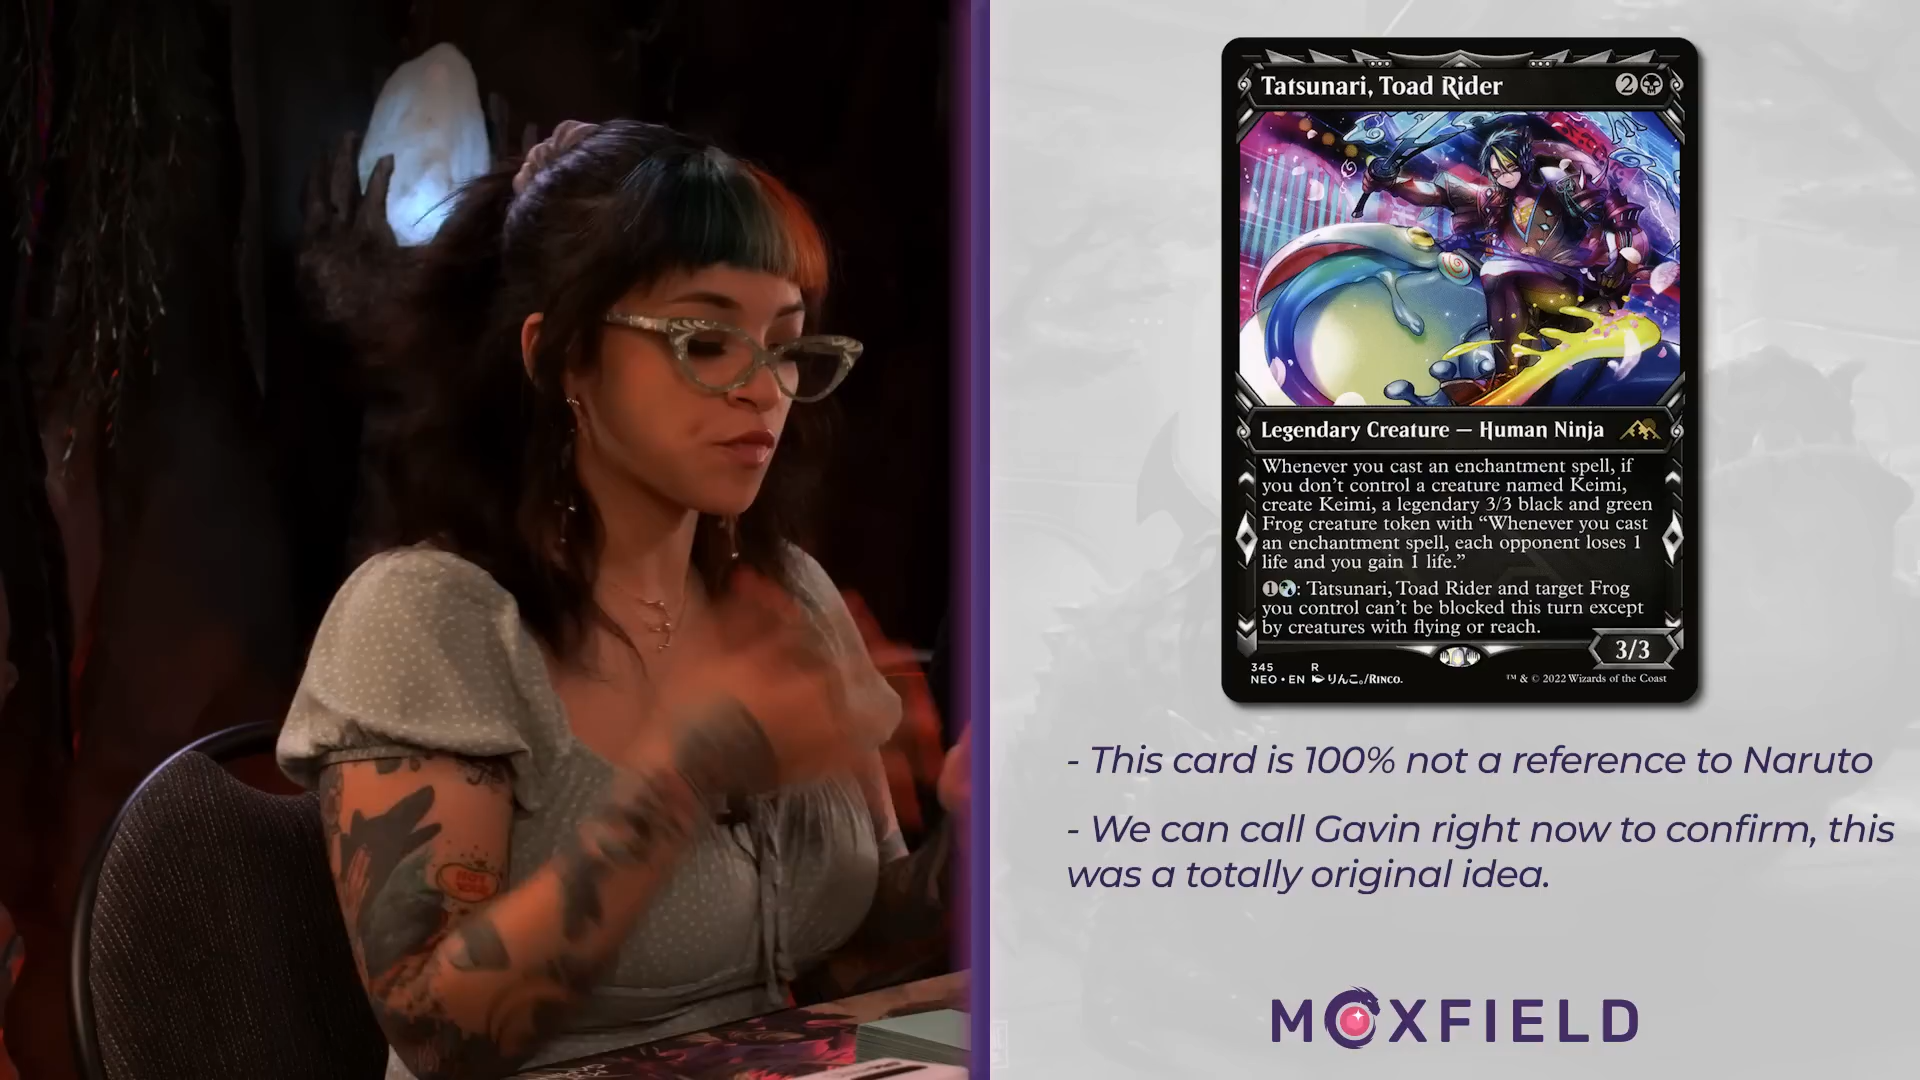 Tatsunari, Toad Rider 2
Legendary Creature — Human Ninja
Whenever you cast an enchantment spell, if
you don't control a creature named Keimi,
create Keimi, a legendary 3/3 black and green
Frog creature token with “Whenever you cast
an enchantment spell, each opponent loses 1
life and you gain 1 life.”
1: Tatsunari, Toad Rider and target Frog
you control can't be blocked this turn except
by creatures with flying or reach.
3/3
345 R
NEO • EN りんこ。/Rinco.
™ & © 2022 Wizards of the Coast
- This card is 100% not a reference to Naruto
- We can call Gavin right now to confirm, this
was a totally original idea.
MOXFIELD